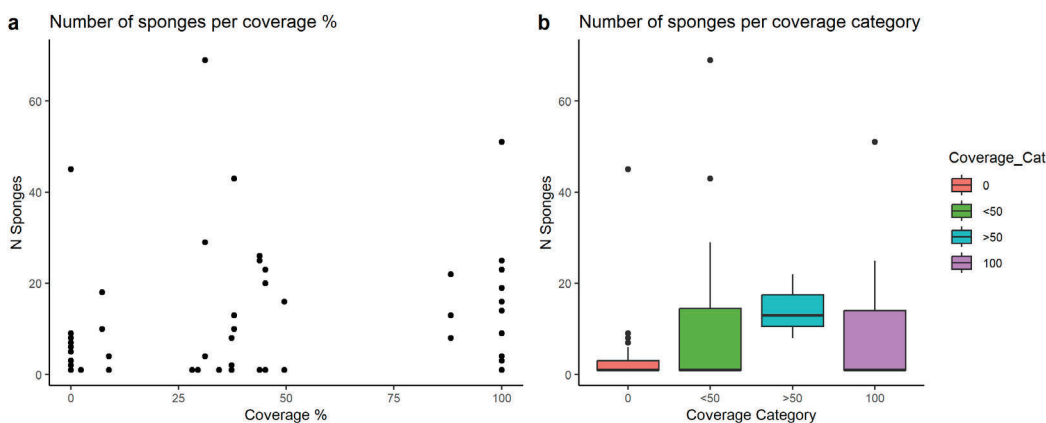 a Number of sponges per coverage %
N Sponges
60
40
20
0
0 25 50 75 100
Coverage %
b Number of sponges per coverage category
N Sponges
60
40
20
0
0 <50 >50 100
Coverage Category
Coverage_Cat
0
<50
>50
100